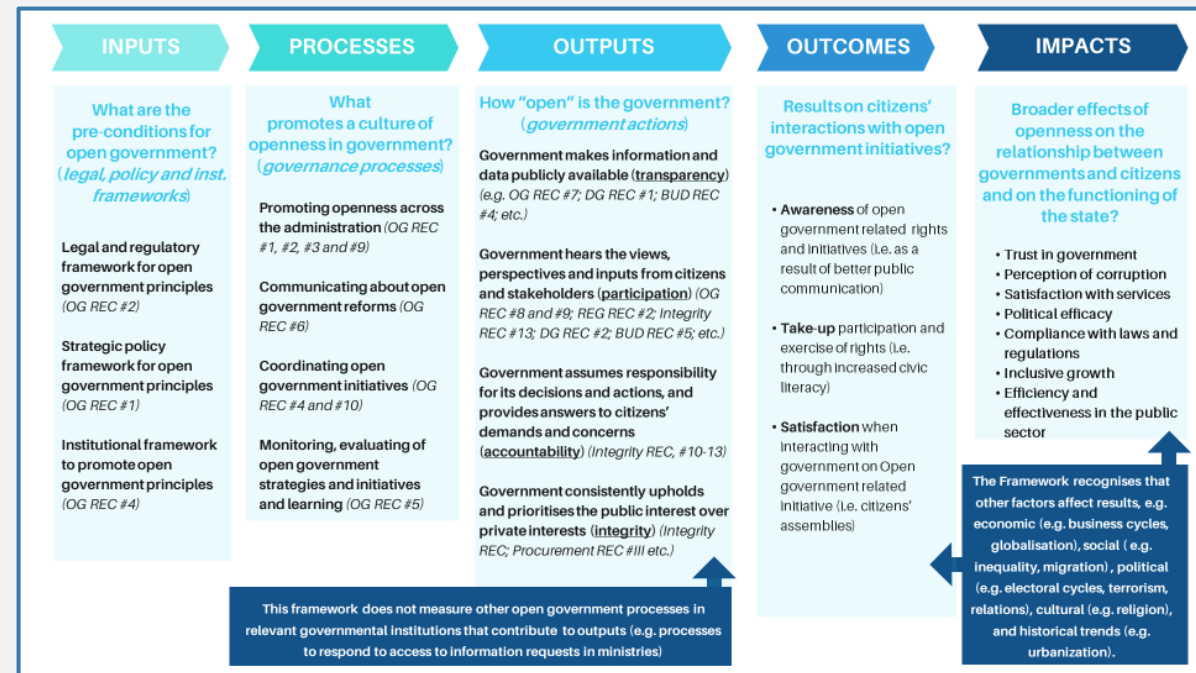 INPUTS
What are the
pre-conditions for
open government?
(legal, policy and inst.
frameworks)
Legal and regulatory
framework for open
government principles
(OG REC #2)
Strategic policy
framework for open
government principles
(OG REC #1)
Institutional framework
to promote open
government principles
(OG REC #4)
PROCESSES
What
promotes a culture of
openness in government?
(governance processes)
Promoting openness across
the administration (OG REC
#1, #2, #3 and #9)
Communicating about open
government reforms (OG
REC #6)
Coordinating open
government initiatives (OG
REC #4 and #10)
Monitoring, evaluating of
open government
strategies and initiatives
and learning (OG REC #5)
OUTPUTS
How “open” is the government?
(government actions)
Government makes information and
data publicly available (transparency)
(e.g. OG REC #7; DG REC #1; BUD REC
#4; etc.)
Government hears the views,
perspectives and inputs from citizens
and stakeholders (participation) (OG
REC #8 and #9; REG REC #2; Integrity
REC #13; DG REC #2; BUD REC #5; etc.)
Government assumes responsibility
for its decisions and actions, and
provides answers to citizens’
demands and concerns
(accountability) (Integrity REC, #10-13)
Government consistently upholds
and prioritises the public interest over
private interests (integrity) (Integrity
REC; Procurement REC #III etc.)
This framework does not measure other open government processes in
relevant governmental institutions that contribute to outputs (e.g. processes
to respond to access to information requests in ministries)
OUTCOMES
Results on citizens’
interactions with open
government initiatives?
• Awareness of open
government related rights
and initiatives (i.e. as a
result of better public
communication)
• Take-up participation and
exercise of rights (i.e.
through increased civic
literacy)
• Satisfaction when
interacting with
government on Open
government related
initiative (i.e. citizens’
assemblies)
IMPACTS
Broader effects of
openness on the
relationship between
governments and citizens
and on the functioning of
the state?
• Trust in government
• Perception of corruption
• Satisfaction with services
• Political efficacy
• Compliance with laws and
regulations
• Inclusive growth
• Efficiency and
effectiveness in the public
sector
The Framework recognises that
other factors affect results, e.g.
economic (e.g. business cycles,
globalisation), social ( e.g.
inequality, migration) , political
(e.g. electoral cycles, terrorism,
relations), cultural (e.g. religion),
and historical trends (e.g.
urbanization).